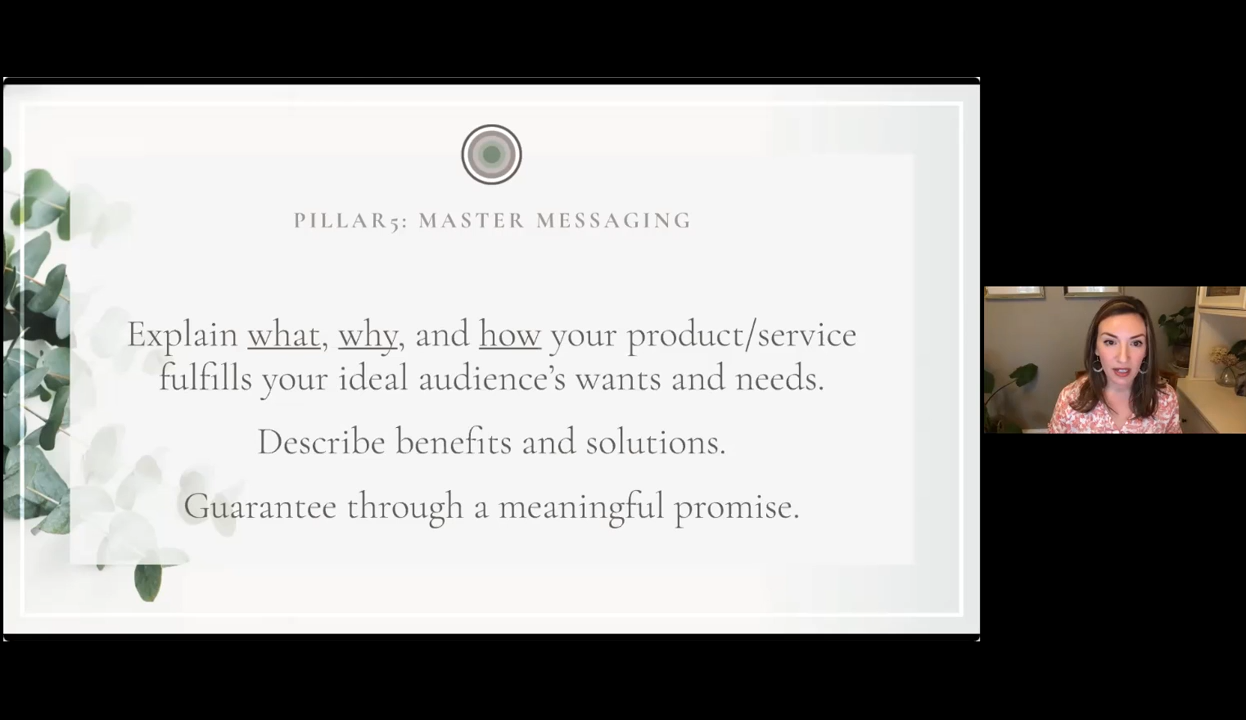 PILLAR5: MASTER MESSAGING
Explain what, why, and how your product/service
fulfills your ideal audience’s wants and needs.
Describe benefits and solutions.
Guarantee through a meaningful promise.